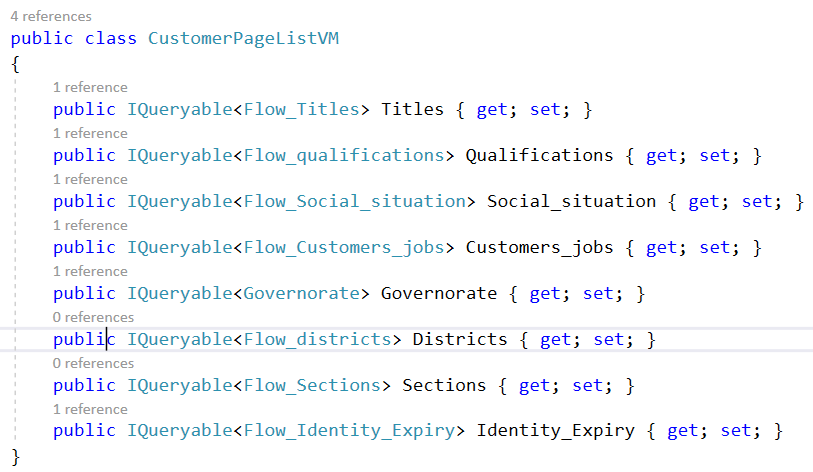 4 references
public class CustomerPageListVM
{
1 reference
public IQueryable<Flow_Titles> Titles { get; set; }
1 reference
public IQueryable<Flow_qualifications> Qualifications { get; set; }
1 reference
public IQueryable<Flow_Social_situation> Social_situation { get; set; }
1 reference
public IQueryable<Flow_Customers_jobs> Customers_jobs { get; set; }
1 reference
public IQueryable<Governorate> Governorate { get; set; }
0 references
public IQueryable<Flow_districts> Districts { get; set; }
0 references
public IQueryable<Flow_Sections> Sections { get; set; }
1 reference
public IQueryable<Flow_Identity_Expiry> Identity_Expiry { get; set; }
}